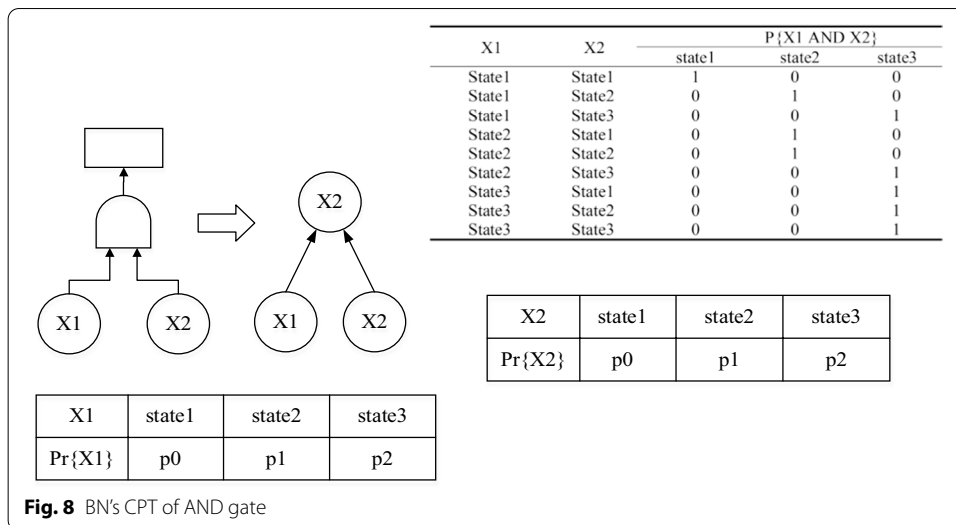 X1 X2 P{X1 AND X2}
state1 state2 state3
State1 State1 1 0 0
State1 State2 0 1 0
State1 State3 0 0 1
State2 State1 0 1 0
State2 State2 0 1 0
State2 State3 0 0 1
State3 State1 0 0 1
State3 State2 0 0 1
State3 State3 0 0 1
X2
X1 X2 X1 X2
X2 state1 state2 state3
Pr{X2} p0 p1 p2
X1 state1 state2 state3
Pr{X1} p0 p1 p2
Fig. 8 BN's CPT of AND gate